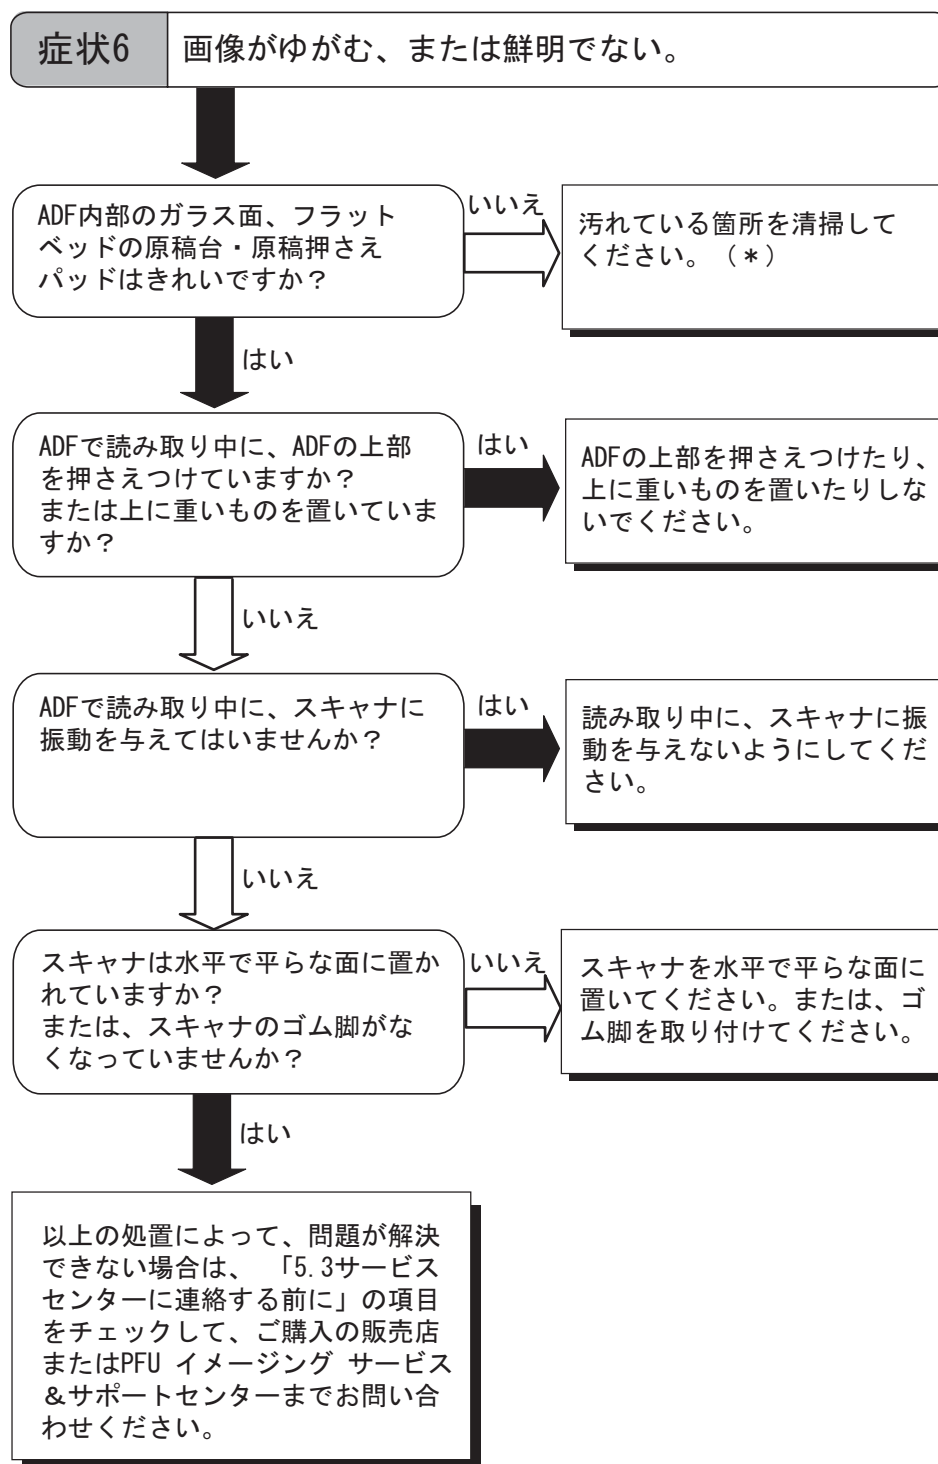 症状6 画像がゆがむ、または鮮明でない。
ADF内部のガラス面、フラット
ベッドの原稿台・原稿押さえ
パッドはきれいですか？
いいえ
汚れている箇所を清掃して
ください。（＊）
はい
ADFで読み取り中に、ADFの上部
を押さえつけていますか？
または上に重いものを置いていま
すか？
はい
ADFの上部を押さえつけたり、
上に重いものを置いたりしな
いでください。
いいえ
ADFで読み取り中に、スキャナに
振動を与えてはいませんか？
はい
読み取り中に、スキャナに振
動を与えないようにしてくだ
さい。
いいえ
スキャナは水平で平らな面に置か
れていますか？
または、スキャナのゴム脚がな
くなっていませんか？
いいえ
スキャナを水平で平らな面に
置いてください。または、ゴ
ム脚を取り付けてください。
はい
以上の処置によって、問題が解決
できない場合は、 「5.3サービス
センターに連絡する前に」の項目
をチェックして、ご購入の販売店
またはPFU イメージング サービス
＆サポートセンターまでお問い合
わせください。